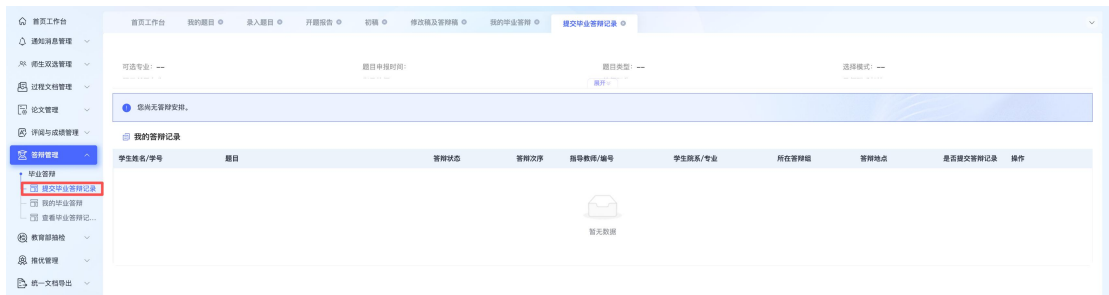 首页工作台
通知消息管理
师生双选管理
过程文档管理
论文管理
评阅与成绩管理
答辩管理
毕业答辩
提交毕业答辩记录
我的毕业答辩
查看毕业答辩记...
教育部抽检
推优管理
统一文档导出
首页工作台 我的题目 录入题目 开题报告 初稿 修改稿及答辩稿 我的毕业答辩 提交毕业答辩记录
可选专业: -- 题目申报时间: 题目类型: -- 选择模式: --
展开
您尚无答辩安排。
我的答辩记录
学生姓名/学号 题目 答辩状态 答辩次序 指导教师/编号 学生院系/专业 所在答辩组 答辩地点 是否提交答辩记录 操作
暂无数据